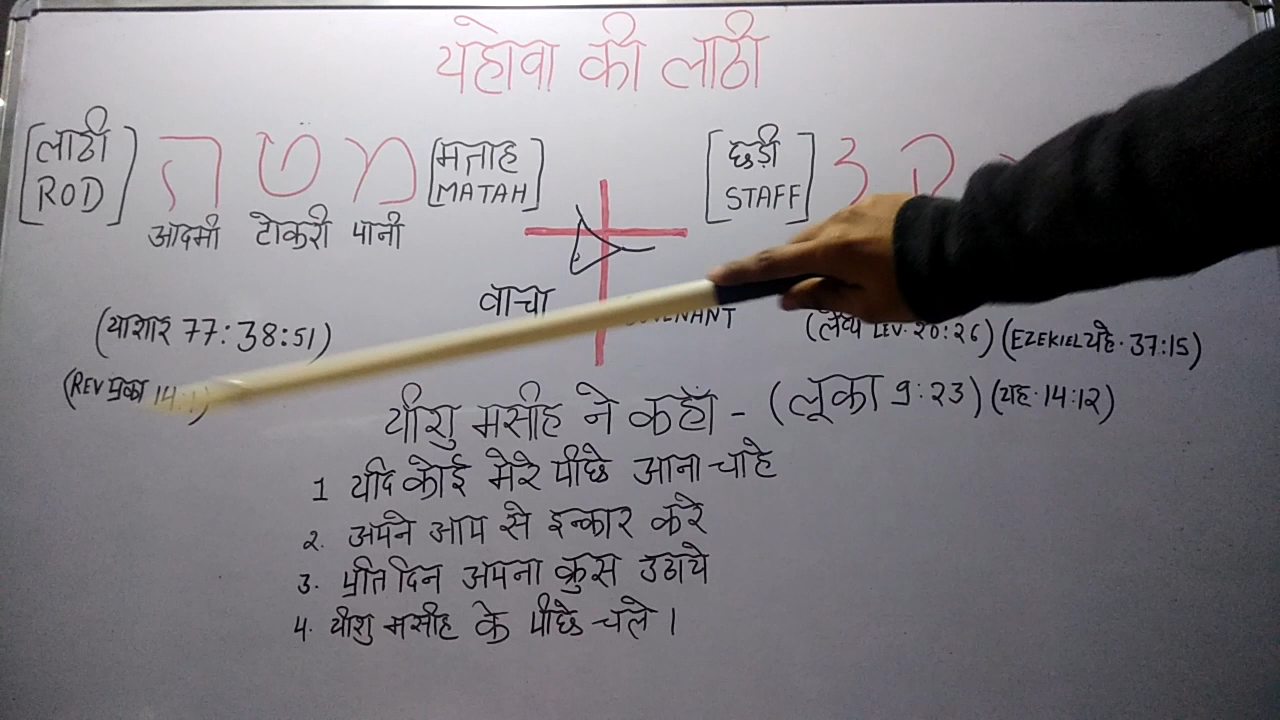 यहोवा की लाठी
[लाठी ROD] ה ט מ [मत्ताह MATAH] [छड़ी STAFF]
आदमी टोकरी पानी
वाचा
(याशार 77:38:51) (लैव्य LEV. 20:26) (EZEKIEL यहे. 37:15)
(REV प्रका 14:1)
यीशु मसीह ने कहाँ - (लूका 9:23) (यहू. 14:12)
1 यदि कोई मेरे पीछे आना चाहे
2. अपने आप से इन्कार करे
3. प्रतिदिन अपना क्रुस उठाये
4. यीशु मसीह के पीछे चले ।